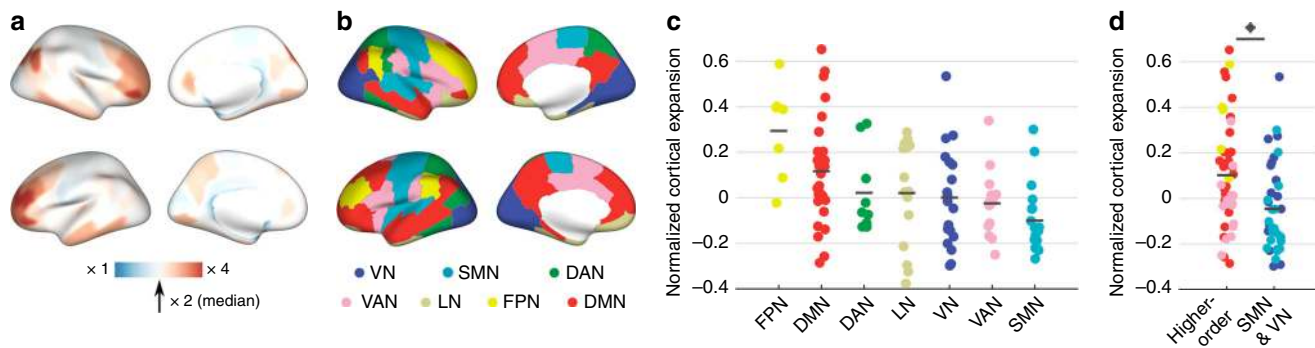 a
× 1
× 4
× 2 (median)
b
VN
SMN
DAN
VAN
LN
FPN
DMN
c
Normalized cortical expansion
0.6
0.4
0.2
0
–0.2
–0.4
FPN
DMN
DAN
LN
VN
VAN
SMN
d
Normalized cortical expansion
0.6
0.4
0.2
0
–0.2
–0.4
Higher-
order
SMN
& VN